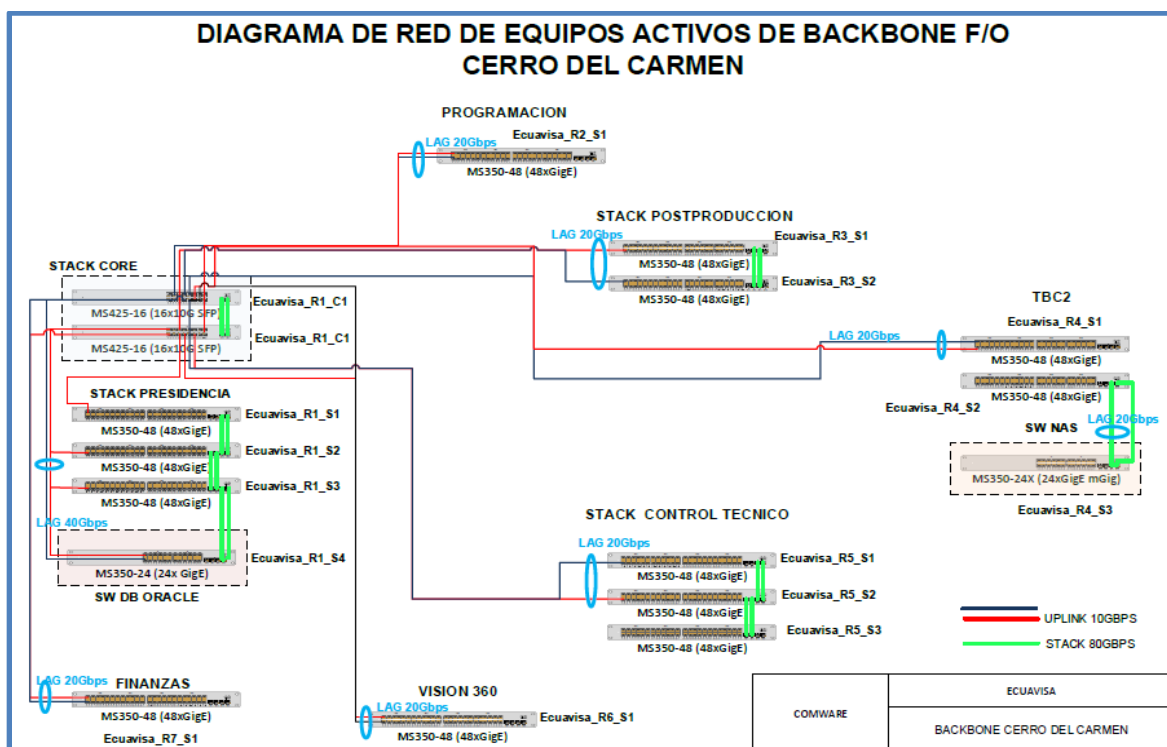 DIAGRAMA DE RED DE EQUIPOS ACTIVOS DE BACKBONE F/O
CERRO DEL CARMEN
PROGRAMACION
Ecuavisa_R2_S1
LAG 20Gbps
MS350-48 (48xGigE)
STACK POSTPRODUCCION
LAG 20Gbps
Ecuavisa_R3_S1
MS350-48 (48xGigE)
Ecuavisa_R3_S2
MS350-48 (48xGigE)
STACK CORE
Ecuavisa_R1_C1
MS425-16 (16x10G SFP)
Ecuavisa_R1_C1
MS425-16 (16x10G SFP)
TBC2
Ecuavisa_R4_S1
LAG 20Gbps
MS350-48 (48xGigE)
MS350-48 (48xGigE)
Ecuavisa_R4_S2
LAG 20Gbps
SW NAS
MS350-24X (24xGigE mGig)
Ecuavisa_R4_S3
STACK PRESIDENCIA
Ecuavisa_R1_S1
MS350-48 (48xGigE)
Ecuavisa_R1_S2
MS350-48 (48xGigE)
Ecuavisa_R1_S3
MS350-48 (48xGigE)
LAG 40Gbps
Ecuavisa_R1_S4
MS350-24 (24x GigE)
SW DB ORACLE
STACK CONTROL TECNICO
LAG 20Gbps
Ecuavisa_R5_S1
MS350-48 (48xGigE)
Ecuavisa_R5_S2
MS350-48 (48xGigE)
Ecuavisa_R5_S3
MS350-48 (48xGigE)
UPLINK 10GBPS
STACK 80GBPS
LAG 20Gbps
FINANZAS
MS350-48 (48xGigE)
Ecuavisa_R7_S1
VISION 360
LAG 20Gbps
Ecuavisa_R6_S1
MS350-48 (48xGigE)
COMWARE
ECUAVISA
BACKBONE CERRO DEL CARMEN